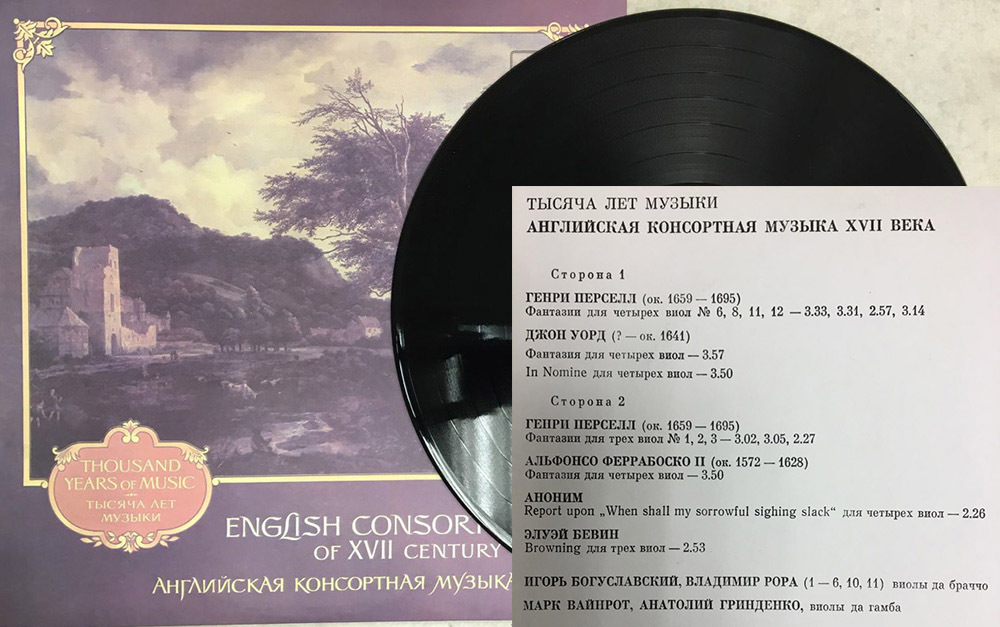 THOUSAND
YEARS OF MUSIC
ТЫСЯЧА ЛЕТ
МУЗЫКИ
ENGLISH CONSORT
OF XVII CENTURY
АНГЛИЙСКАЯ КОНСОРТНАЯ МУЗЫКА
ТЫСЯЧА ЛЕТ МУЗЫКИ
АНГЛИЙСКАЯ КОНСОРТНАЯ МУЗЫКА XVII ВЕКА
Сторона 1
ГЕНРИ ПЕРСЕЛЛ (ок. 1659 — 1695)
Фантазии для четырех виол № 6, 8, 11, 12 — 3.33, 3.31, 2.57, 3.14
ДЖОН УОРД (? — ок. 1641)
Фантазия для четырех виол — 3.57
In Nomine для четырех виол — 3.50
Сторона 2
ГЕНРИ ПЕРСЕЛЛ (ок. 1659 — 1695)
Фантазии для трех виол № 1, 2, 3 — 3.02, 3.05, 2.27
АЛЬФОНСО ФЕРРАБОСКО II (ок. 1572 — 1628)
Фантазия для четырех виол — 3.50
АНОНИМ
Report upon „When shall my sorrowful sighing slack“ для четырех виол — 2.26
ЭЛУЭЙ БЕВИН
Browning для трех виол — 2.53
ИГОРЬ БОГУСЛАВСКИЙ, ВЛАДИМИР РОРА (1 — 6, 10, 11) виолы да браччо
МАРК ВАЙНРОТ, АНАТОЛИЙ ГРИНДЕНКО, виолы да гамба